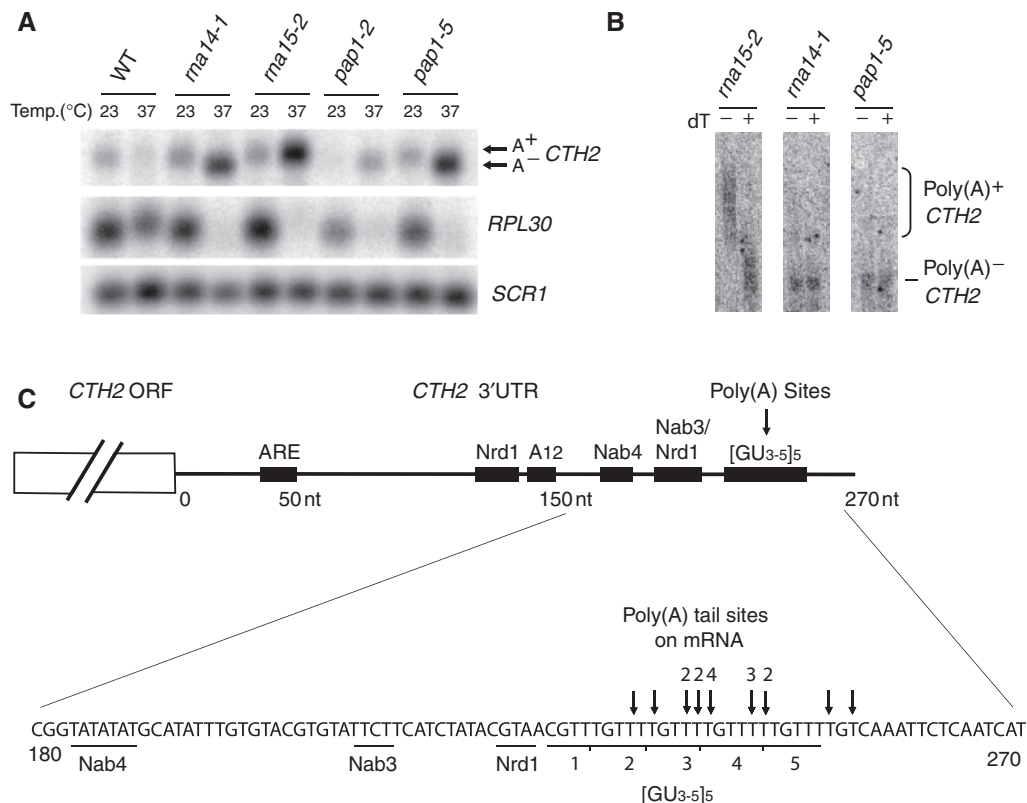 A
WT
rna14-1
rna15-2
pap1-2
pap1-5
Temp.(°C) 23 37 23 37 23 37 23 37 23 37
A+
A− CTH2
RPL30
SCR1
B
rna15-2
rna14-1
pap1-5
dT − + − + − +
Poly(A)+
CTH2
Poly(A)−
CTH2
C
CTH2 ORF
CTH2 3′UTR
Poly(A) Sites
ARE
Nrd1
A12
Nab4
Nab3/
Nrd1
[GU3-5]5
0
50 nt
150 nt
270 nt
Poly(A) tail sites
on mRNA
2 2 4 3 2
CGGTATATATGCATATTTGTGTACGTGTATTCTTCATCTATACGTAACGTTTGTTTTGTTTTGTTTTTGTTTTGTCAAATTCTCAATCAT
180
Nab4
Nab3
Nrd1
1 2 3 4 5
270
[GU3-5]5